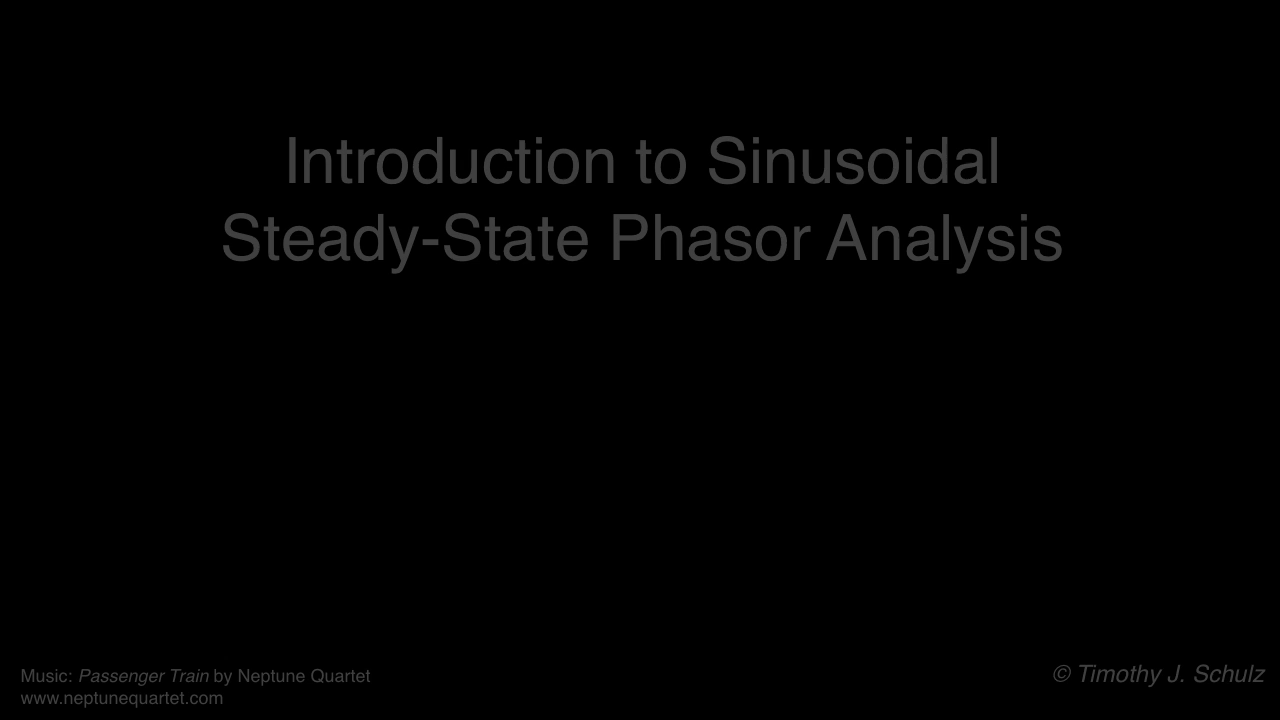 Introduction to Sinusoidal
Steady-State Phasor Analysis
Music: Passenger Train by Neptune Quartet
www.neptunequartet.com
© Timothy J. Schulz